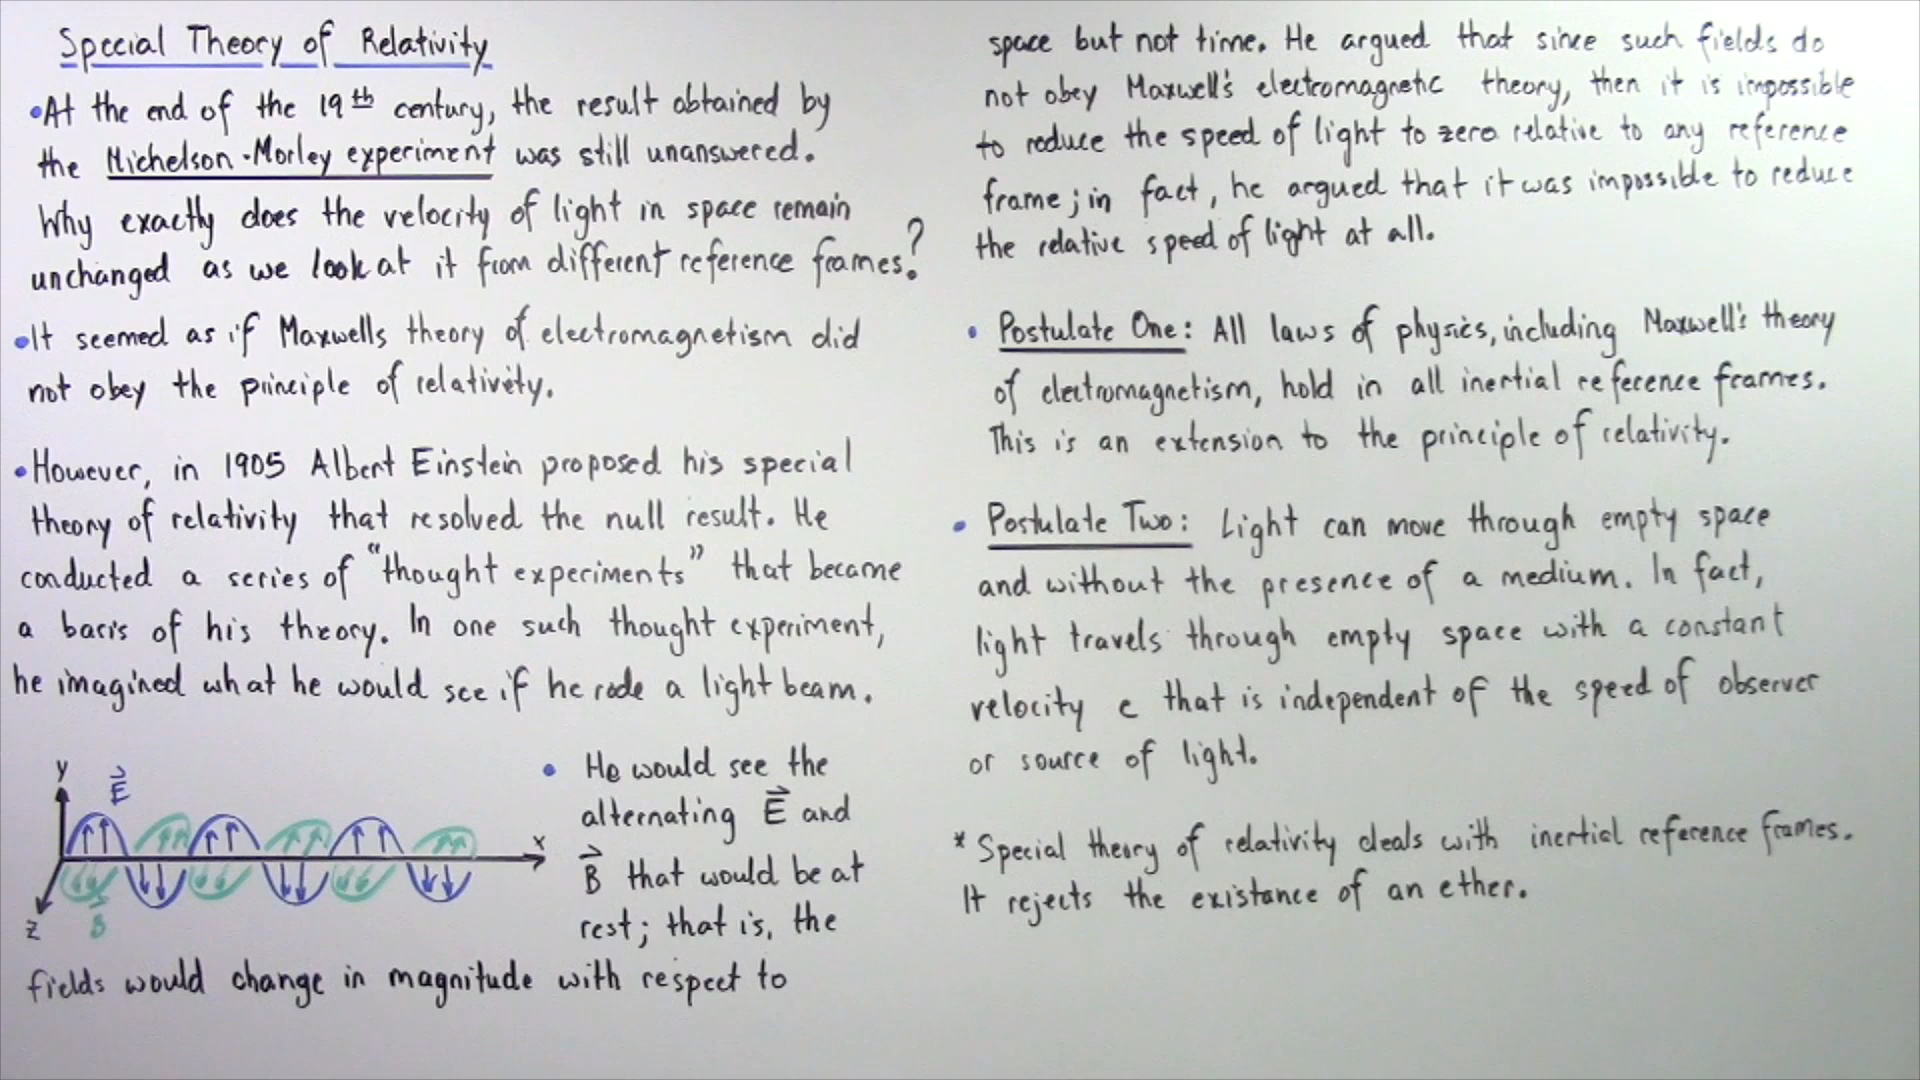 Special Theory of Relativity
•At the end of the 19th century, the result obtained by
the Michelson-Morley experiment was still unanswered.
Why exactly does the velocity of light in space remain
unchanged as we look at it from different reference frames?
•It seemed as if Maxwells theory of electromagnetism did
not obey the principle of relativity.
•However, in 1905 Albert Einstein proposed his special
theory of relativity that resolved the null result. He
conducted a series of "thought experiments" that became
a basis of his theory. In one such thought experiment,
he imagined what he would see if he rode a light beam.
y
E
x
z
B
• He would see the
alternating E and
B that would be at
rest; that is, the
fields would change in magnitude with respect to
space but not time. He argued that since such fields do
not obey Maxwell's electromagnetic theory, then it is impossible
to reduce the speed of light to zero relative to any reference
frame; in fact, he argued that it was impossible to reduce
the relative speed of light at all.
• Postulate One: All laws of physics, including Maxwell's theory
of electromagnetism, hold in all inertial reference frames.
This is an extension to the principle of relativity.
• Postulate Two: Light can move through empty space
and without the presence of a medium. In fact,
light travels through empty space with a constant
velocity c that is independent of the speed of observer
or source of light.
* Special theory of relativity deals with inertial reference frames.
It rejects the existance of an ether.